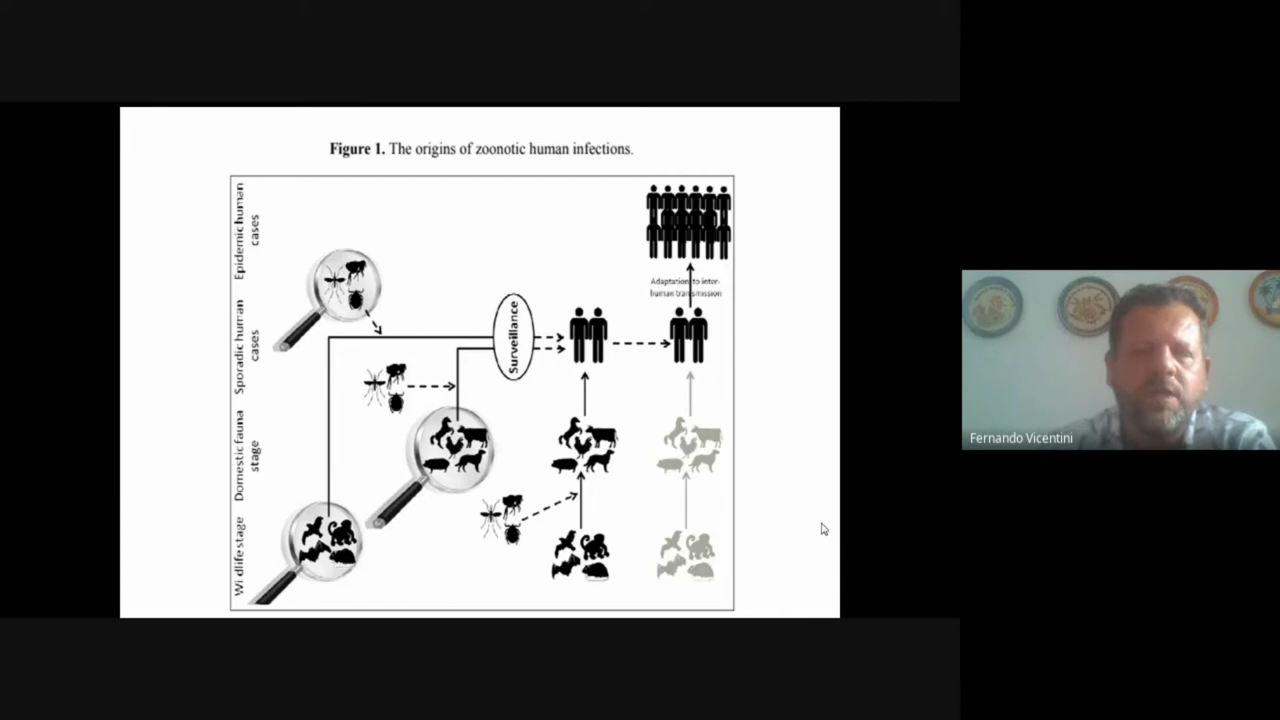 Figure 1. The origins of zoonotic human infections.
Epidemic human
cases
Sporadic human
cases
Domestic fauna
stage
Wildlife stage
Surveillance
Adaptation to inter-
human transmission
Fernando Vicentini